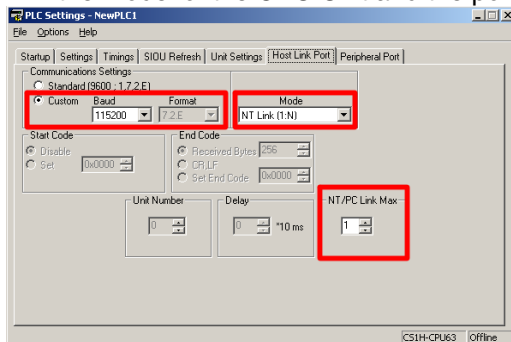 PLC Settings - NewPLC1
File Options Help
Startup Settings Timings SIOU Refresh Unit Settings Host Link Port Peripheral Port
Communications Settings
Standard (9600 ; 1,7,2,E)
Custom Baud Format Mode
115200 7,2,E NT Link (1:N)
Start Code End Code
Disable Received Bytes 256
Set 0x0000 CR,LF
Set End Code 0x0000
Unit Number Delay NT/PC Link Max
0 0 *10 ms 1
CS1H-CPU63 Offline